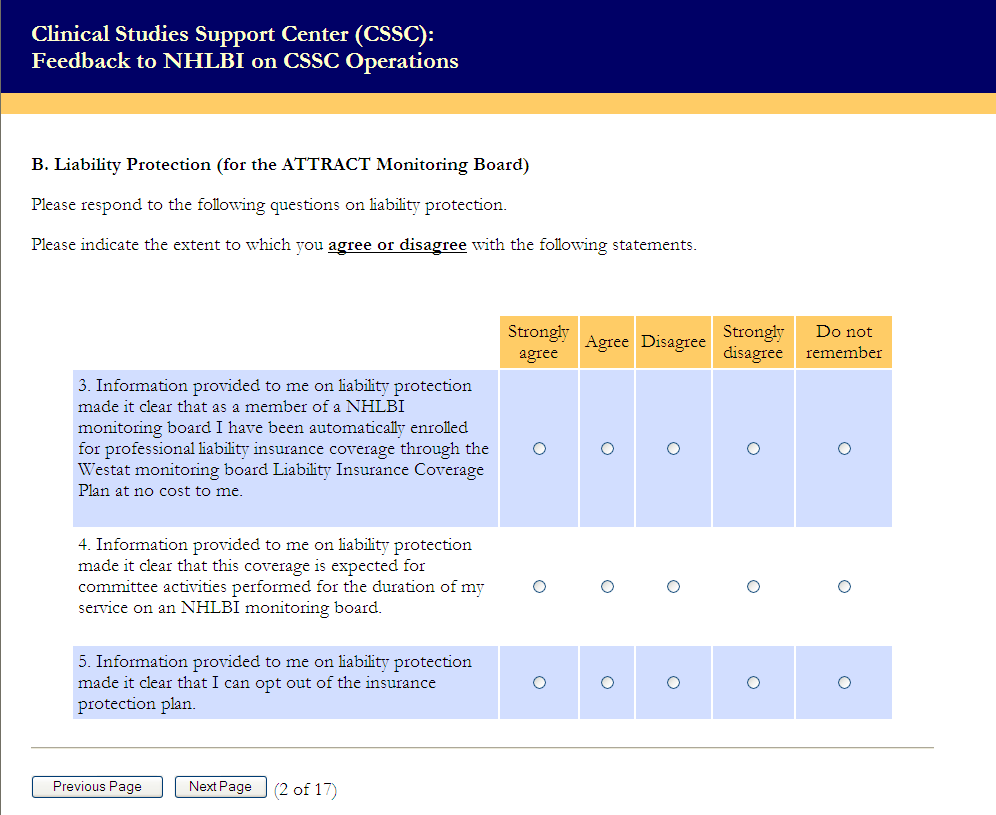 Clinical Studies Support Center (CSSC):
Feedback to NHLBI on CSSC Operations
B. Liability Protection (for the ATTRACT Monitoring Board)
Please respond to the following questions on liability protection.
Please indicate the extent to which you agree or disagree with the following statements.
Strongly agree
Agree
Disagree
Strongly disagree
Do not remember
3. Information provided to me on liability protection
made it clear that as a member of a NHLBI
monitoring board I have been automatically enrolled
for professional liability insurance coverage through the
Westat monitoring board Liability Insurance Coverage
Plan at no cost to me.
4. Information provided to me on liability protection
made it clear that this coverage is expected for
committee activities performed for the duration of my
service on an NHLBI monitoring board.
5. Information provided to me on liability protection
made it clear that I can opt out of the insurance
protection plan.
Previous Page Next Page (2 of 17)